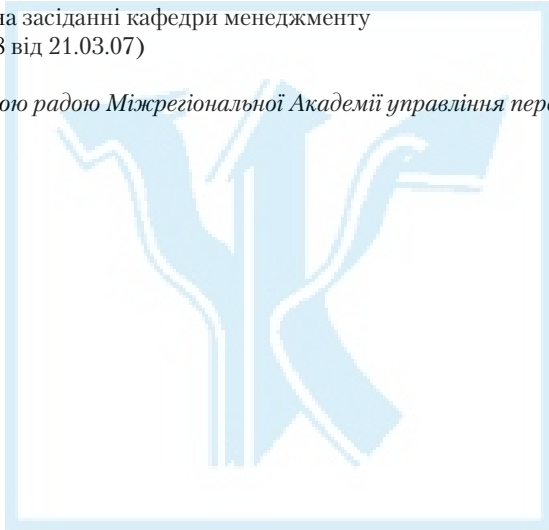 на засіданні кафедри менеджменту
від 21.03.07)
радою Міжрегіональної Академії управління